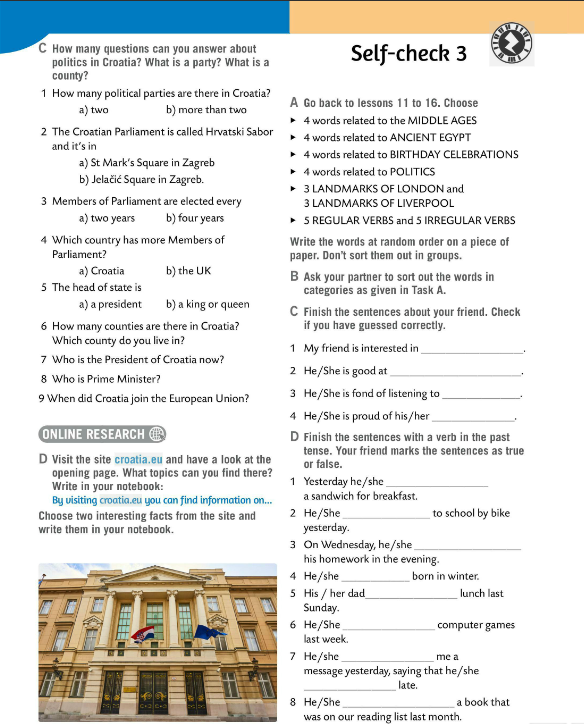 C How many questions can you answer about
politics in Croatia? What is a party? What is a
county?
1 How many political parties are there in Croatia?
a) two b) more than two
2 The Croatian Parliament is called Hrvatski Sabor
and it's in
a) St Mark's Square in Zagreb
b) Jelačić Square in Zagreb.
3 Members of Parliament are elected every
a) two years b) four years
4 Which country has more Members of
Parliament?
a) Croatia b) the UK
5 The head of state is
a) a president b) a king or queen
6 How many counties are there in Croatia?
Which county do you live in?
7 Who is the President of Croatia now?
8 Who is Prime Minister?
9 When did Croatia join the European Union?
ONLINE RESEARCH
D Visit the site croatia.eu and have a look at the
opening page. What topics can you find there?
Write in your notebook:
By visiting croatia.eu you can find information on...
Choose two interesting facts from the site and
write them in your notebook.
Self-check 3
A Go back to lessons 11 to 16. Choose
► 4 words related to the MIDDLE AGES
► 4 words related to ANCIENT EGYPT
► 4 words related to BIRTHDAY CELEBRATIONS
► 4 words related to POLITICS
► 3 LANDMARKS OF LONDON and
3 LANDMARKS OF LIVERPOOL
► 5 REGULAR VERBS and 5 IRREGULAR VERBS
Write the words at random order on a piece of
paper. Don't sort them out in groups.
B Ask your partner to sort out the words in
categories as given in Task A.
C Finish the sentences about your friend. Check
if you have guessed correctly.
1 My friend is interested in ____________________.
2 He/She is good at _________________________.
3 He/She is fond of listening to _______________.
4 He/She is proud of his/her ________________.
D Finish the sentences with a verb in the past
tense. Your friend marks the sentences as true
or false.
1 Yesterday he/she ____________________
a sandwich for breakfast.
2 He/She _________________ to school by bike
yesterday.
3 On Wednesday, he/she _____________________
his homework in the evening.
4 He/she _____________ born in winter.
5 His / her dad__________________ lunch last
Sunday.
6 He/She __________________ computer games
last week.
7 He/she __________________ me a
message yesterday, saying that he/she
__________________ late.
8 He/She ______________________ a book that
was on our reading list last month.